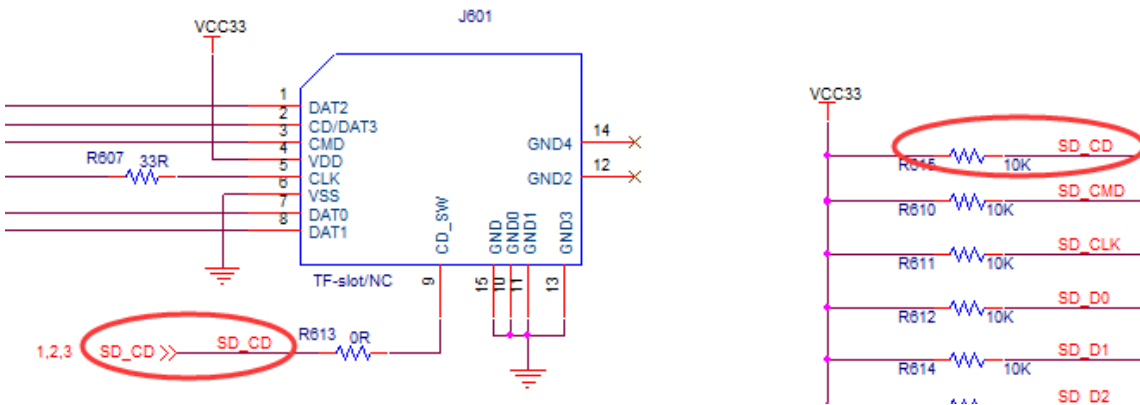 J601
VCC33
1
DAT2
2
CD/DAT3
3
CMD
4
VDD
R607 33R
5
CLK
6
VSS
7
DAT0
8
DAT1
GND4
14
GND2
12
CD_SW
GND
GND0
GND1
GND3
TF-slot/NC
9
15
10
11
13
1,2,3
SD_CD
SD_CD
R613 0R
VCC33
R615 10K SD_CD
R610 10K SD_CMD
R611 10K SD_CLK
R612 10K SD_D0
R614 10K SD_D1
SD_D2